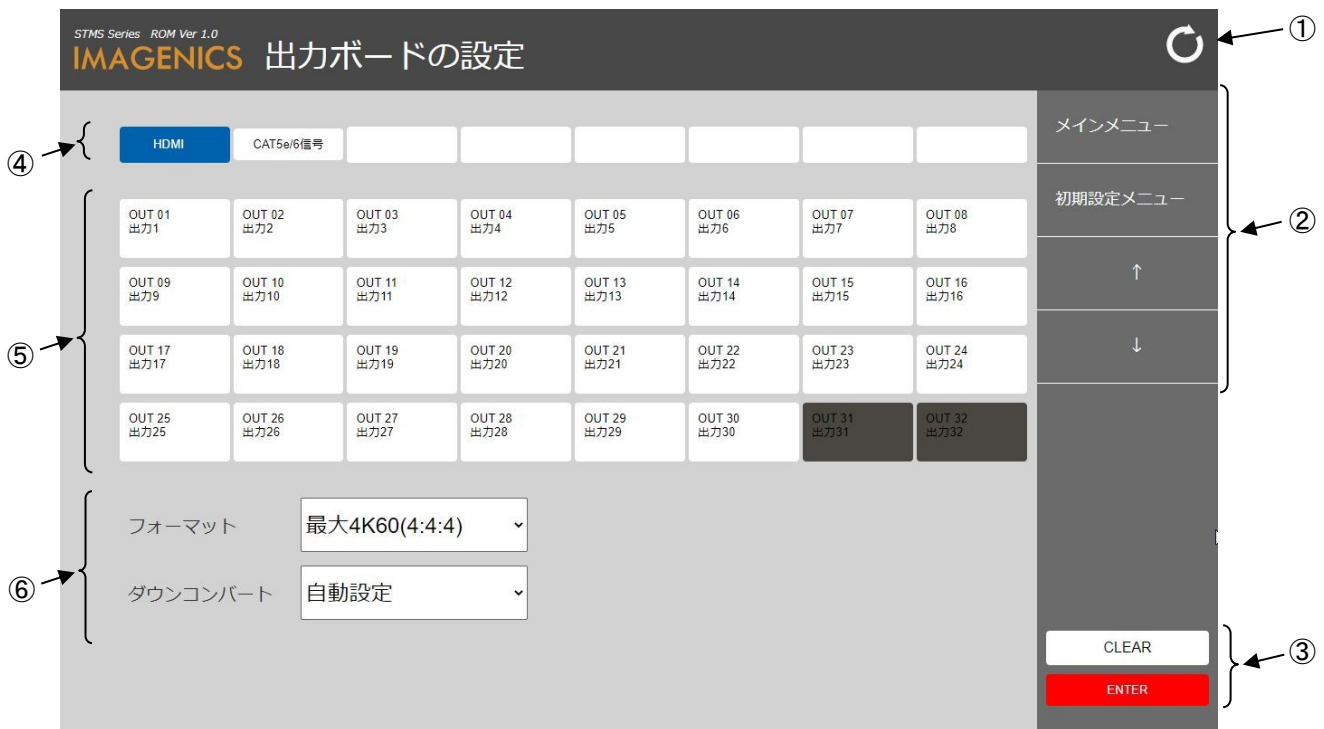 STMS Series ROM Ver 1.0
IMAGENICS 出力ボードの設定
①
メインメニュー
初期設定メニュー
↑
↓
②
④
HDMI CAT5e/6信号
⑤
OUT 01 OUT 02 OUT 03 OUT 04 OUT 05 OUT 06 OUT 07 OUT 08
出力1 出力2 出力3 出力4 出力5 出力6 出力7 出力8
OUT 09 OUT 10 OUT 11 OUT 12 OUT 13 OUT 14 OUT 15 OUT 16
出力9 出力10 出力11 出力12 出力13 出力14 出力15 出力16
OUT 17 OUT 18 OUT 19 OUT 20 OUT 21 OUT 22 OUT 23 OUT 24
出力17 出力18 出力19 出力20 出力21 出力22 出力23 出力24
OUT 25 OUT 26 OUT 27 OUT 28 OUT 29 OUT 30 OUT 31 OUT 32
出力25 出力26 出力27 出力28 出力29 出力30 出力31 出力32
⑥
フォーマット 最大4K60(4:4:4)
ダウンコンバート 自動設定
CLEAR
ENTER
③